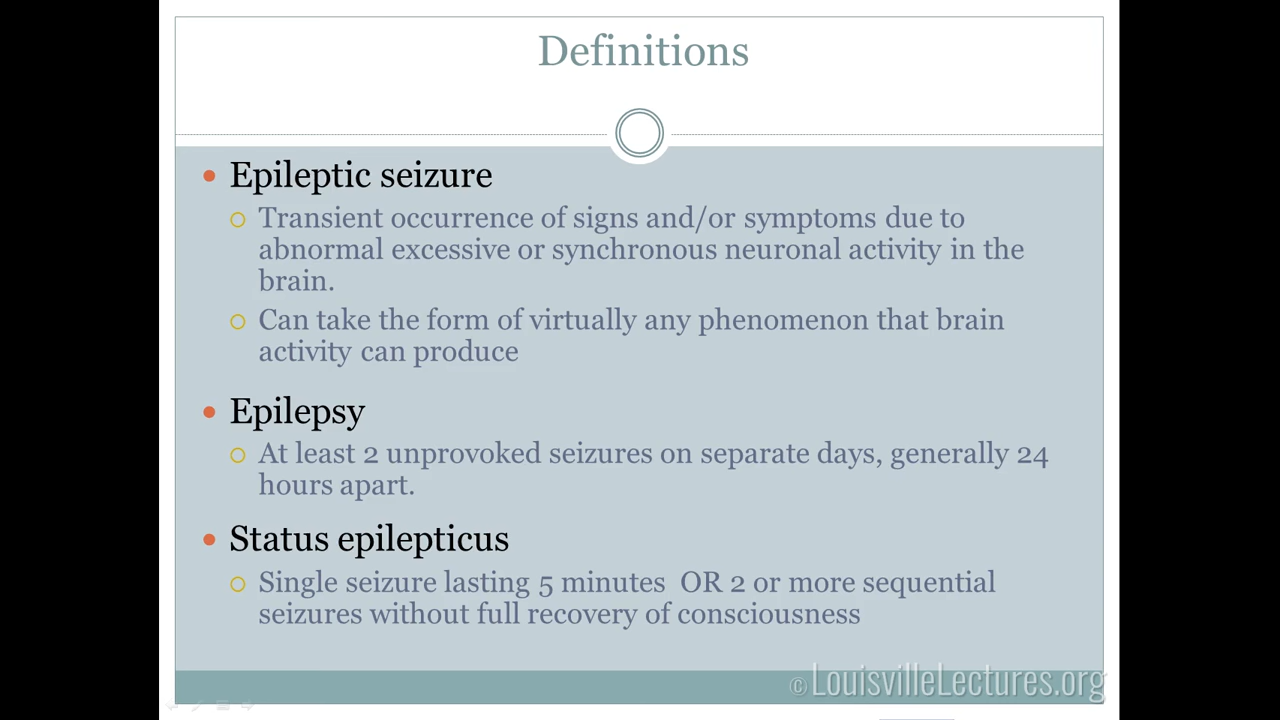 Definitions
Epileptic seizure
Transient occurrence of signs and/or symptoms due to
abnormal excessive or synchronous neuronal activity in the
brain.
Can take the form of virtually any phenomenon that brain
activity can produce
Epilepsy
At least 2 unprovoked seizures on separate days, generally 24
hours apart.
Status epilepticus
Single seizure lasting 5 minutes  OR 2 or more sequential
seizures without full recovery of consciousness
© LouisvilleLectures.org